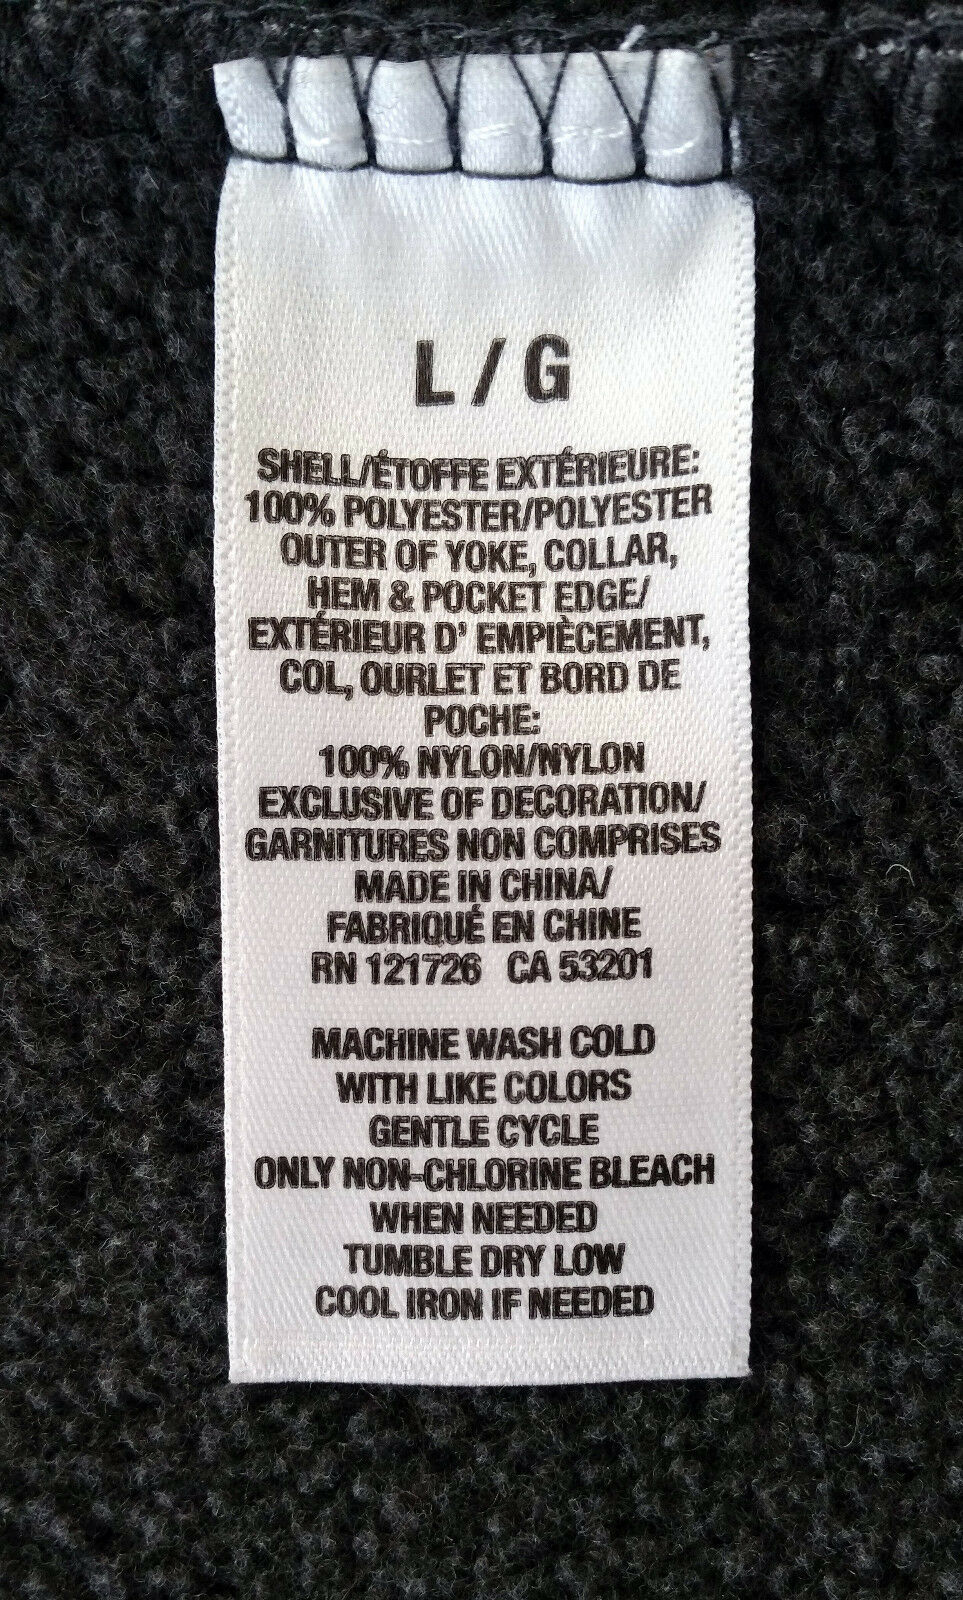 L / G
SHELL/ÉTOFFE EXTÉRIEURE:
100% POLYESTER/POLYESTER
OUTER OF YOKE, COLLAR,
HEM & POCKET EDGE/
EXTÉRIEUR D' EMPIÈCEMENT,
COL, OURLET ET BORD DE
POCHE:
100% NYLON/NYLON
EXCLUSIVE OF DECORATION/
GARNITURES NON COMPRISES
MADE IN CHINA/
FABRIQUÉ EN CHINE
RN 121726 CA 53201
MACHINE WASH COLD
WITH LIKE COLORS
GENTLE CYCLE
ONLY NON-CHLORINE BLEACH
WHEN NEEDED
TUMBLE DRY LOW
COOL IRON IF NEEDED